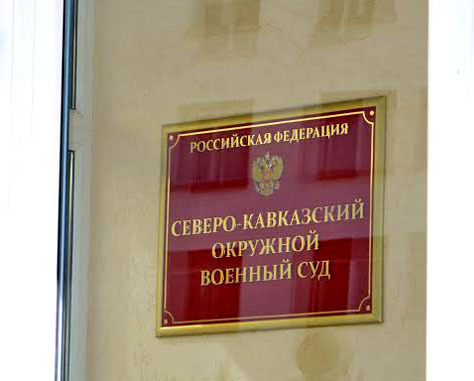 РОССИЙСКАЯ ФЕДЕРАЦИЯ
СЕВЕРО-КАВКАЗСКИЙ
ОКРУЖНОЙ
ВОЕННЫЙ СУД